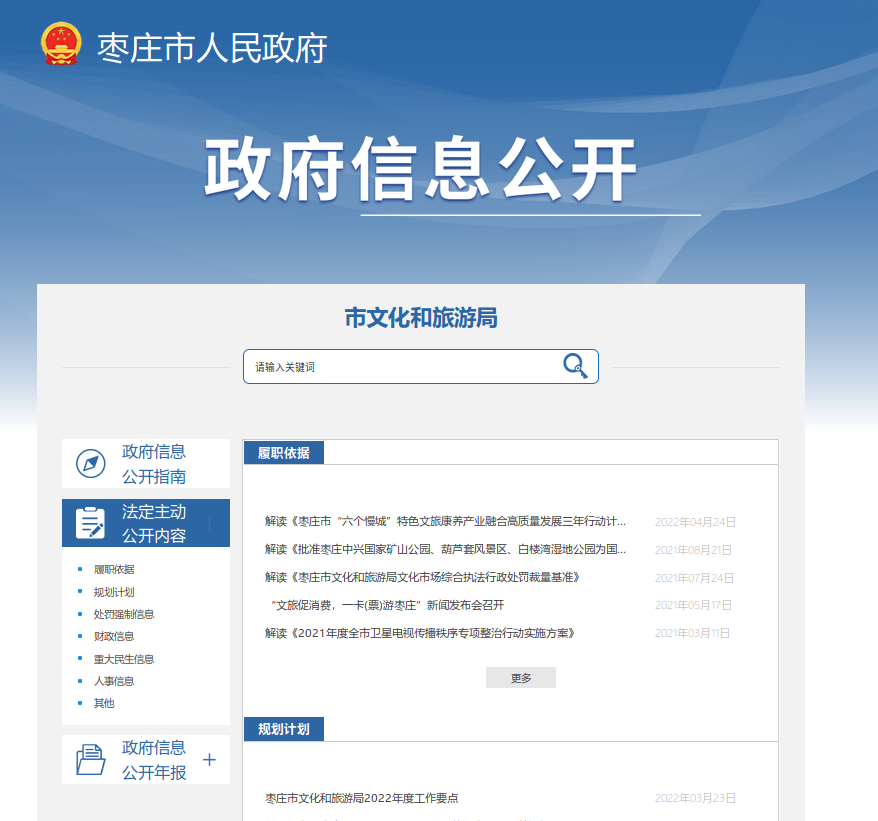 枣庄市人民政府
政府信息公开
市文化和旅游局
请输入关键词
政府信息
公开指南
法定主动
公开内容
履职依据
规划计划
处罚强制信息
财政信息
重大民生信息
人事信息
其他
政府信息
公开年报
履职依据
解读《枣庄市“六个慢城”特色文旅康养产业融合高质量发展三年行动计... 2022年04月24日
解读《批准枣庄中兴国家矿山公园、葫芦套风景区、白楼湾湿地公园为国... 2021年08月21日
解读《枣庄市文化和旅游局文化市场综合执法行政处罚裁量基准》 2021年07月24日
“文旅促消费，一卡(票)游枣庄”新闻发布会召开 2021年05月17日
解读《2021年度全市卫星电视传播秩序专项整治行动实施方案》 2021年03月11日
更多
规划计划
枣庄市文化和旅游局2022年度工作要点 2022年03月23日